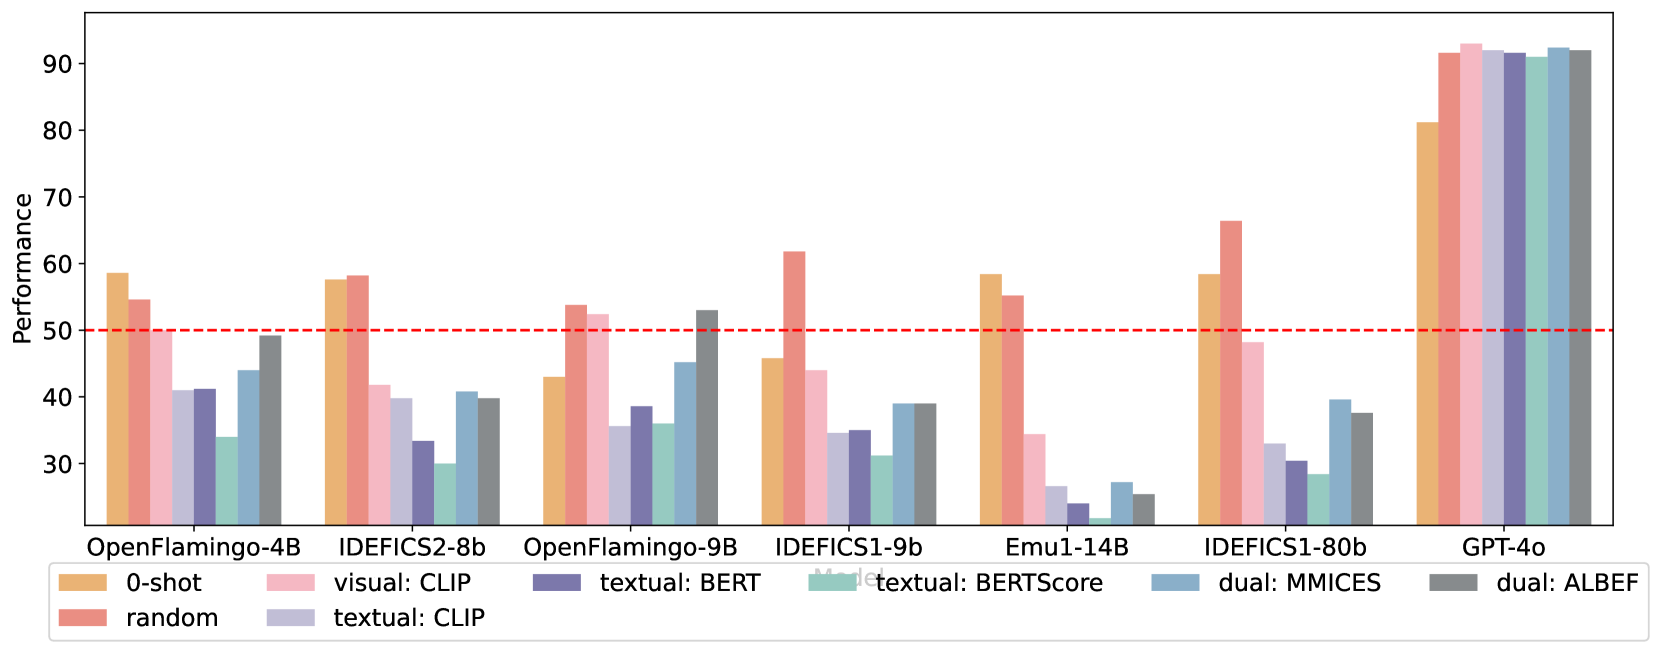 Performance
90
80
70
60
50
40
30
OpenFlamingo-4B IDEFICS2-8b OpenFlamingo-9B IDEFICS1-9b Emu1-14B IDEFICS1-80b GPT-4o
Model
0-shot visual: CLIP textual: BERT textual: BERTScore dual: MMICES dual: ALBEF
random textual: CLIP